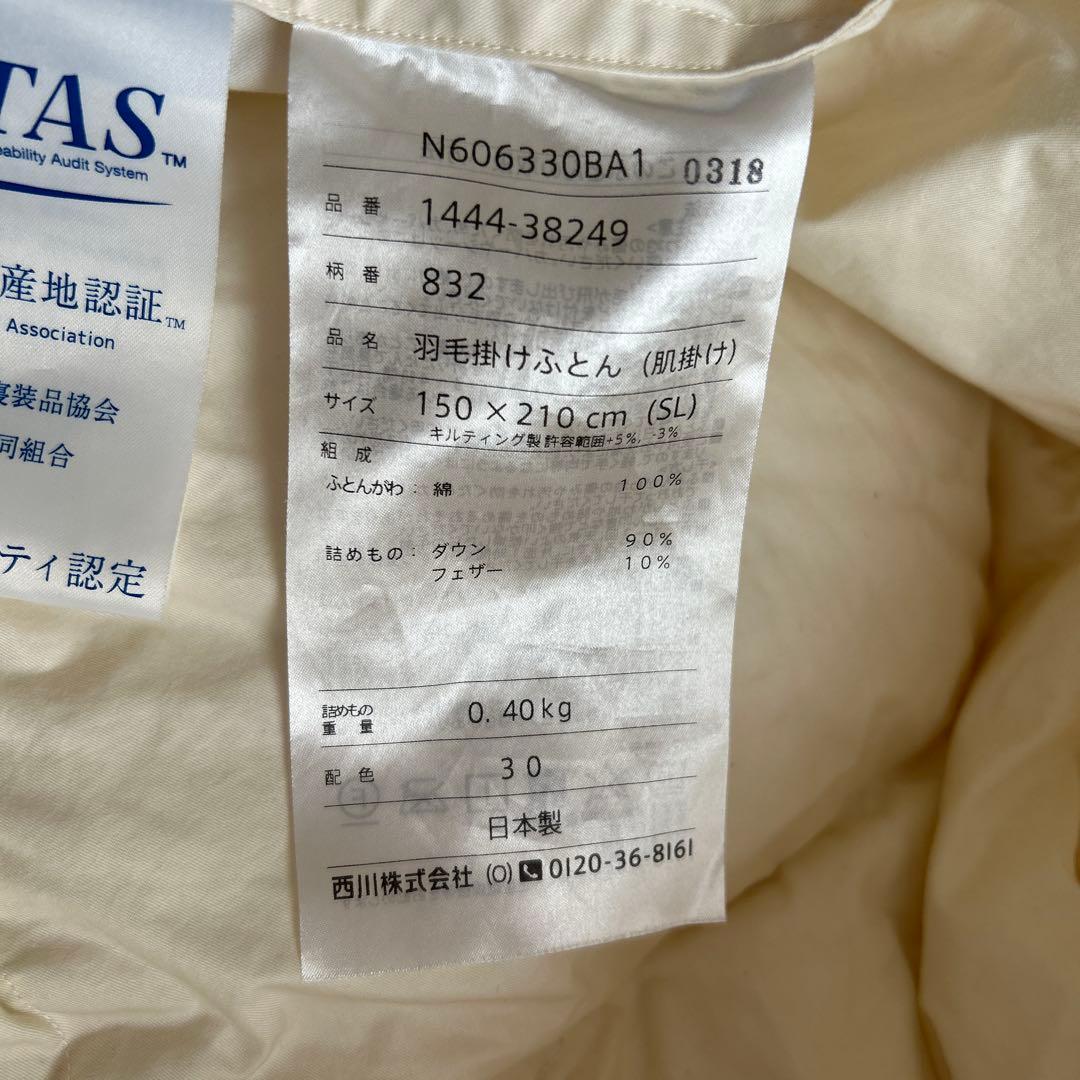 TAS™
eability Audit System
産地認証™
Association
寝装品協会
同組合
ティ認定
N606330BA1 0318
品番 1444-38249
柄番 832
品名 羽毛掛けふとん (肌掛け)
サイズ 150×210cm (SL)
キルティング製 許容範囲+5%, -3%
組成
ふとんがわ： 綿 100%
詰めもの： ダウン 90%
フェザー 10%
詰めもの
重量 0.40kg
配色 30
日本製
西川株式会社 (O) 0120-36-8161